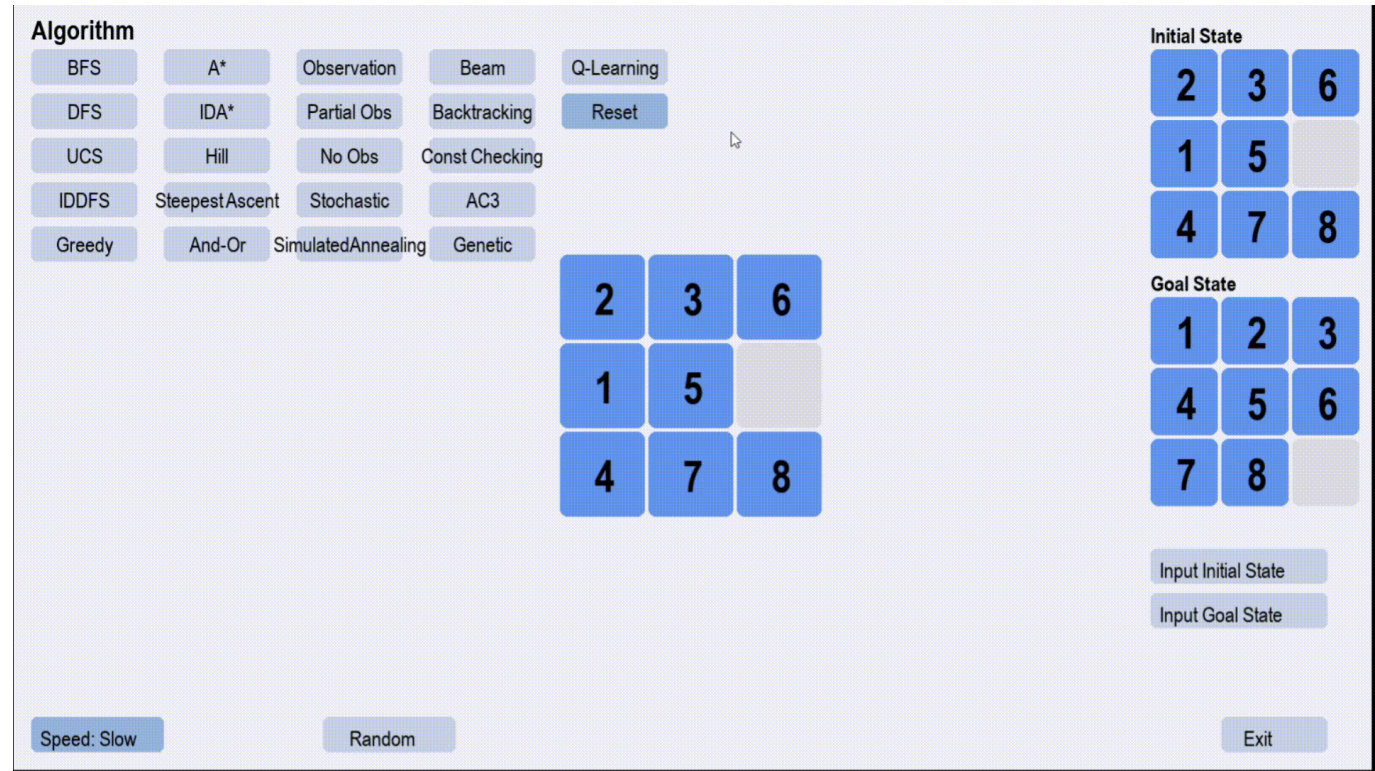 Algorithm
BFS A* Observation Beam Q-Learning
DFS IDA* Partial Obs Backtracking Reset
UCS Hill No Obs Const Checking
IDDFS SteepestAscent Stochastic AC3
Greedy And-Or SimulatedAnnealing Genetic
2 3 6
1 5
4 7 8
Initial State
2 3 6
1 5
4 7 8
Goal State
1 2 3
4 5 6
7 8
Input Initial State
Input Goal State
Speed: Slow Random Exit